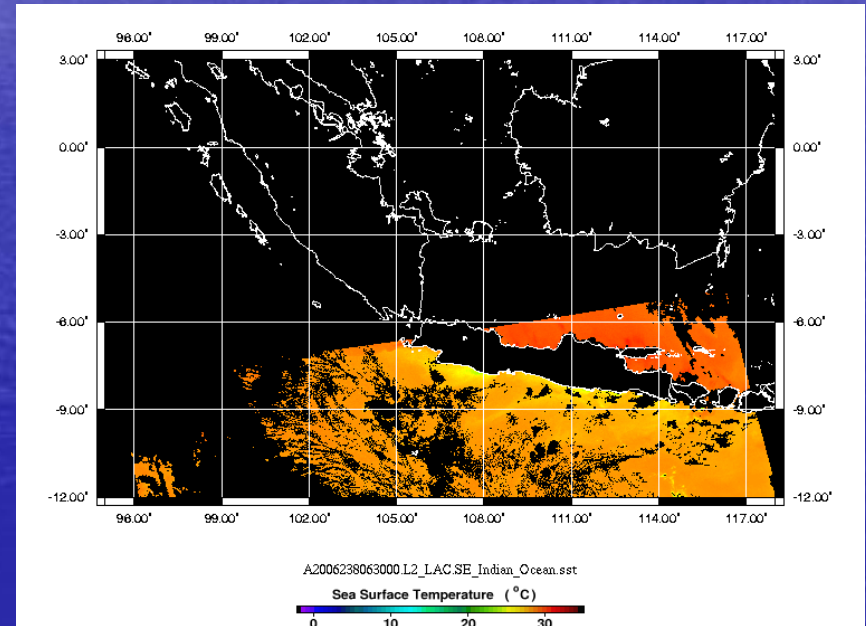 96.00° 99.00° 102.00° 105.00° 108.00° 111.00° 114.00° 117.00°
3.00° 3.00°
0.00° 0.00°
-3.00° -3.00°
-6.00° -6.00°
-9.00° -9.00°
-12.00° -12.00°
96.00° 99.00° 102.00° 105.00° 108.00° 111.00° 114.00° 117.00°
A2006238063000.L2_LAC.SE_Indian_Ocean.sst
Sea Surface Temperature (°C)
0 10 20 30